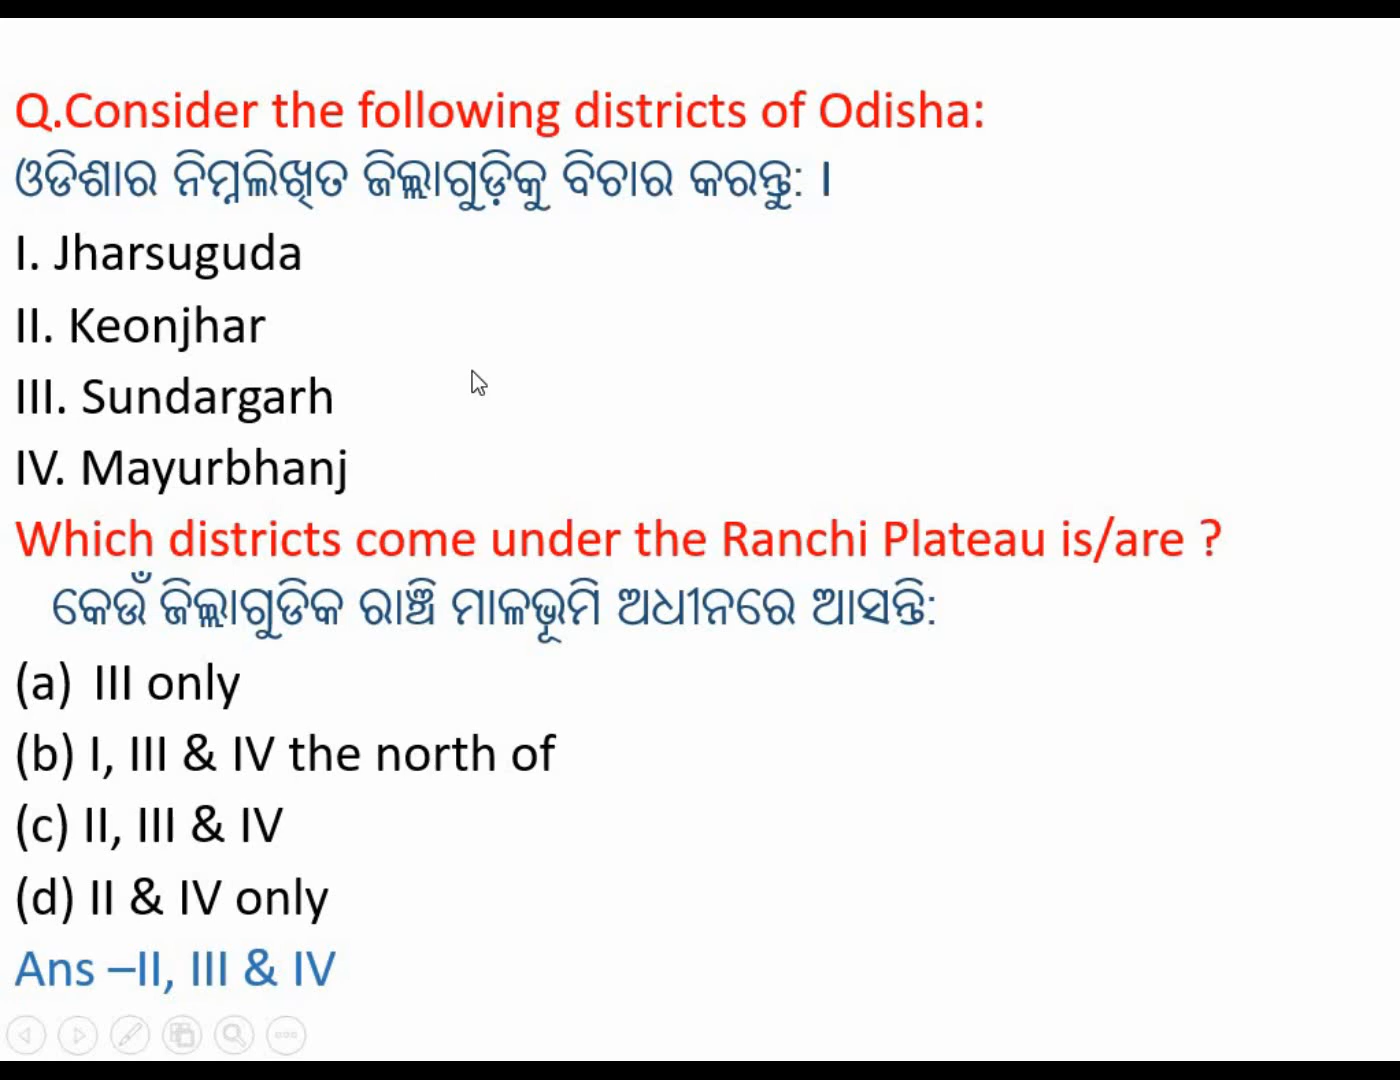 Q.Consider the following districts of Odisha:
ଓଡିଶାର ନିମ୍ନଲିଖିତ ଜିଲ୍ଲାଗୁଡ଼ିକୁ ବିଚାର କରନ୍ତୁ: ।
I. Jharsuguda
II. Keonjhar
III. Sundargarh
IV. Mayurbhanj
Which districts come under the Ranchi Plateau is/are ?
କେଉଁ ଜିଲ୍ଲାଗୁଡିକ ରାଞ୍ଚି ମାଳଭୂମି ଅଧୀନରେ ଆସନ୍ତି:
(a) III only
(b) I, III & IV the north of
(c) II, III & IV
(d) II & IV only
Ans –II, III & IV